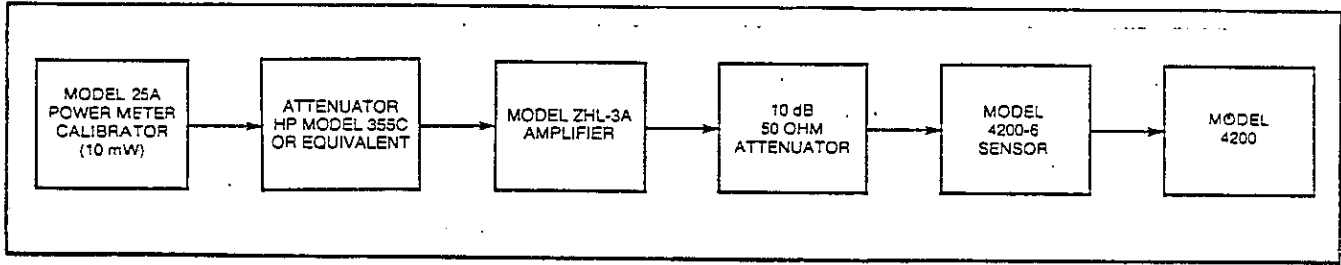 MODEL 25A
POWER METER
CALIBRATOR
(10 mW)
ATTENUATOR
HP MODEL 355C
OR EQUIVALENT
MODEL ZHL-3A
AMPLIFIER
10 dB
50 OHM
ATTENUATOR
MODEL
4200-6
SENSOR
MODEL
4200